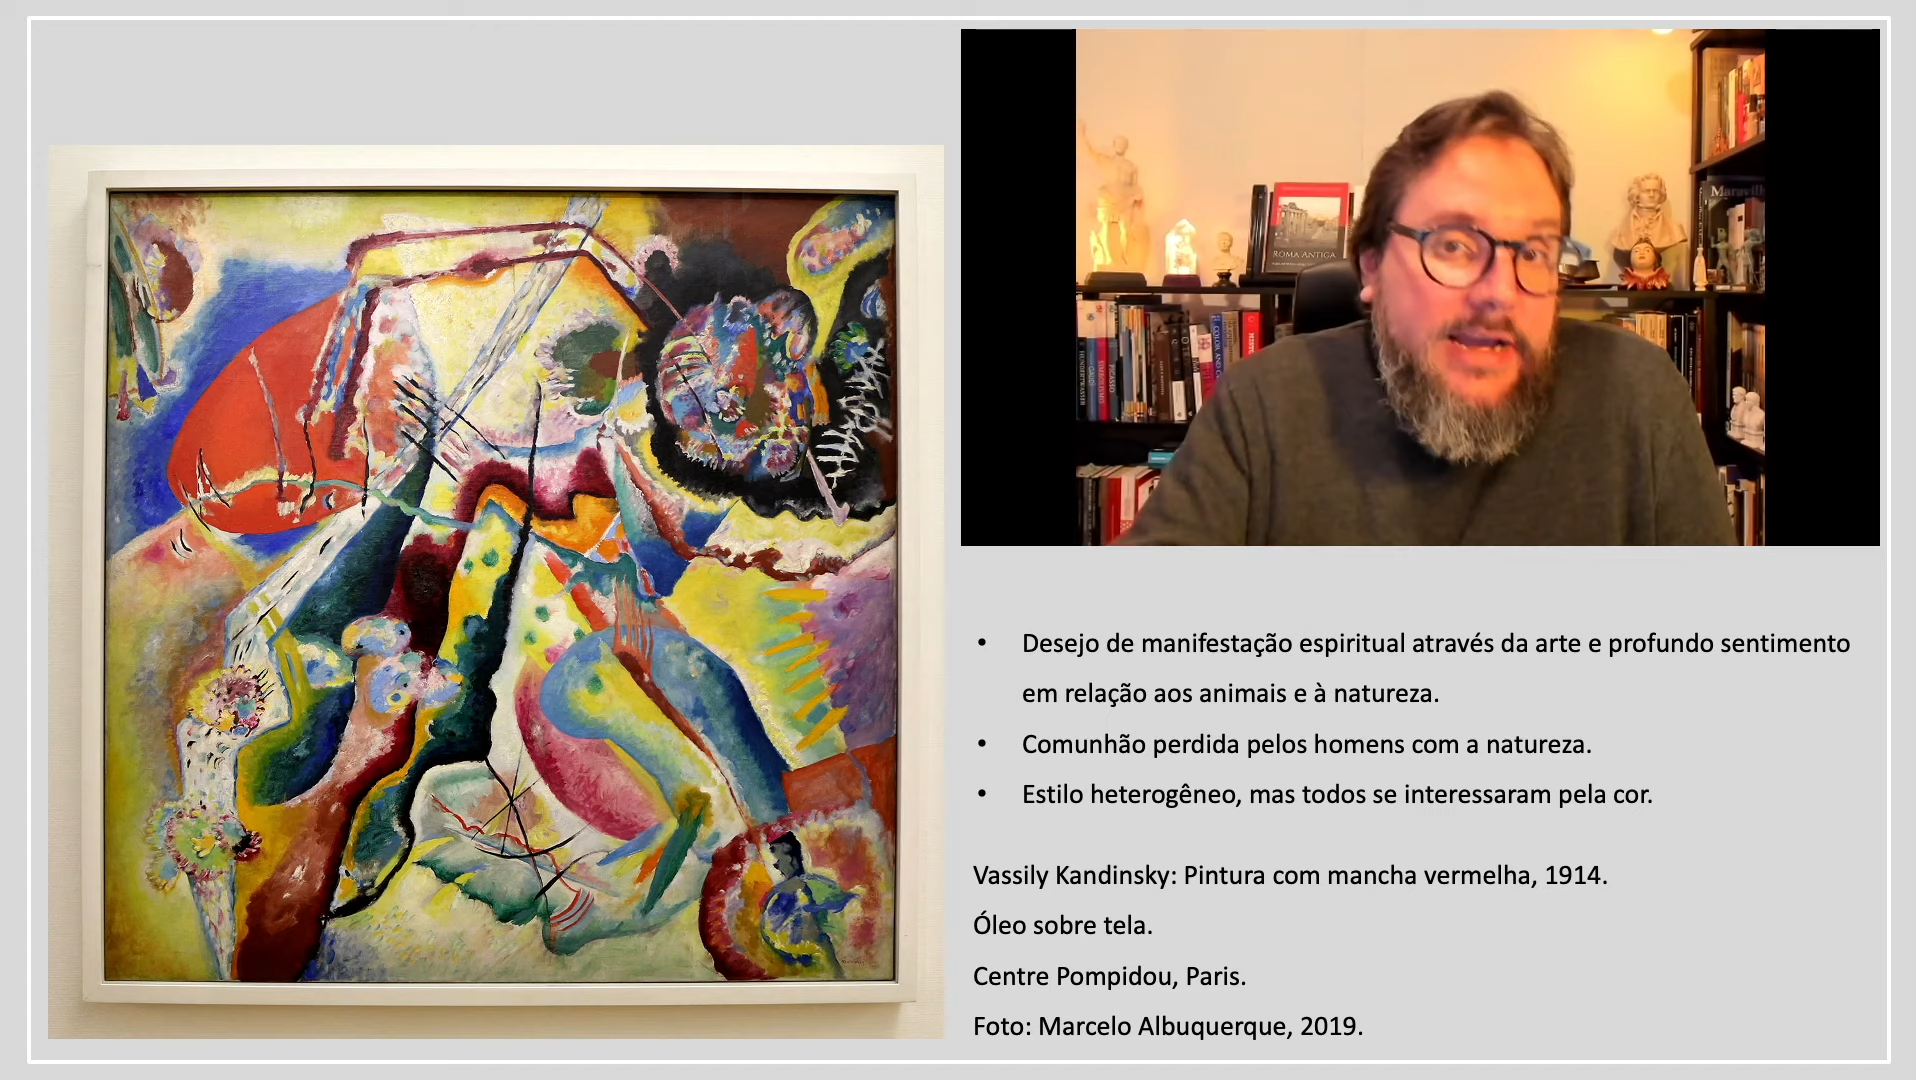 ROMA ANTIGA
Maravill
PICASSO
• Desejo de manifestação espiritual através da arte e profundo sentimento
em relação aos animais e à natureza.
• Comunhão perdida pelos homens com a natureza.
• Estilo heterogêneo, mas todos se interessaram pela cor.
Vassily Kandinsky: Pintura com mancha vermelha, 1914.
Óleo sobre tela.
Centre Pompidou, Paris.
Foto: Marcelo Albuquerque, 2019.